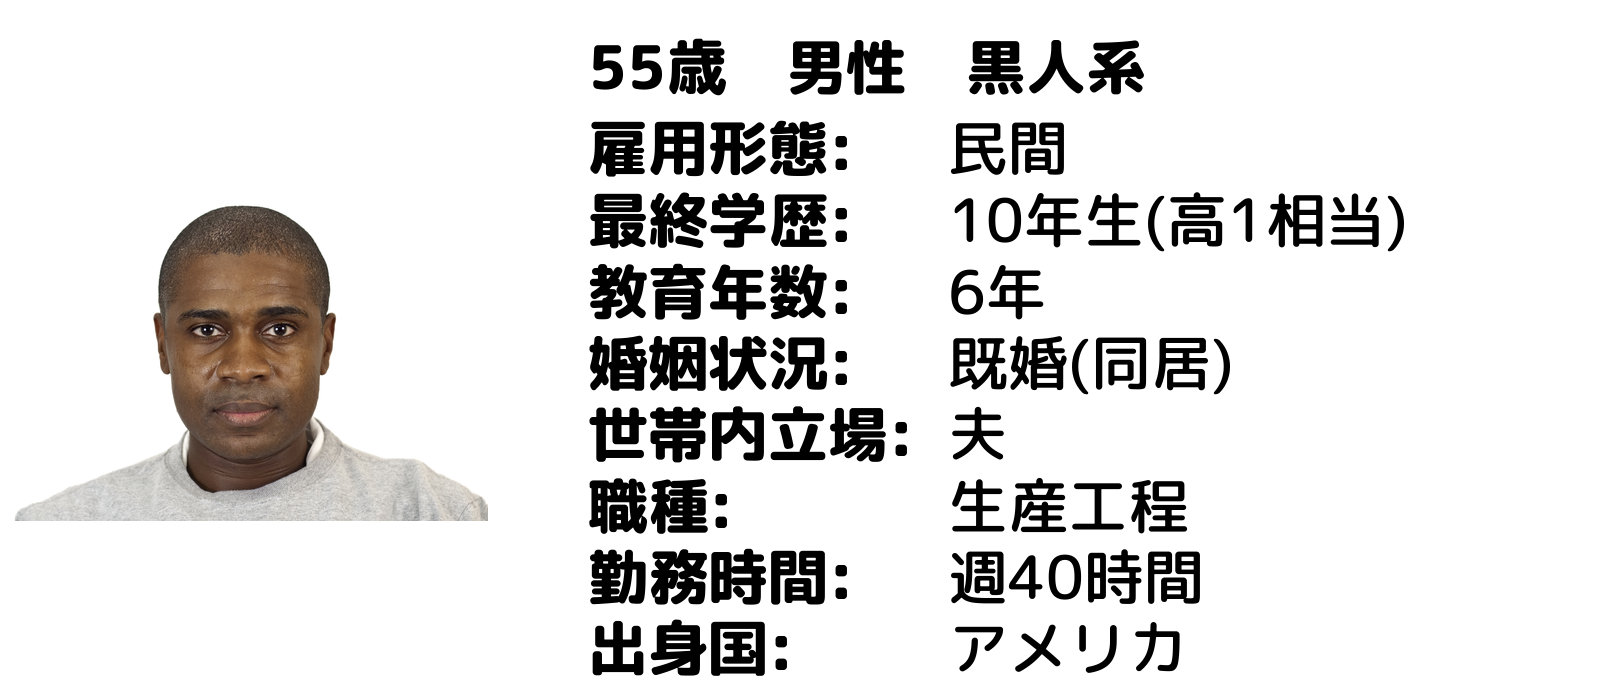 55歳　男性　黒人系
雇用形態:　民間
最終学歴:　10年生(高1相当)
教育年数:　6年
婚姻状況:　既婚(同居)
世帯内立場:　夫
職種:　生産工程
勤務時間:　週40時間
出身国:　アメリカ